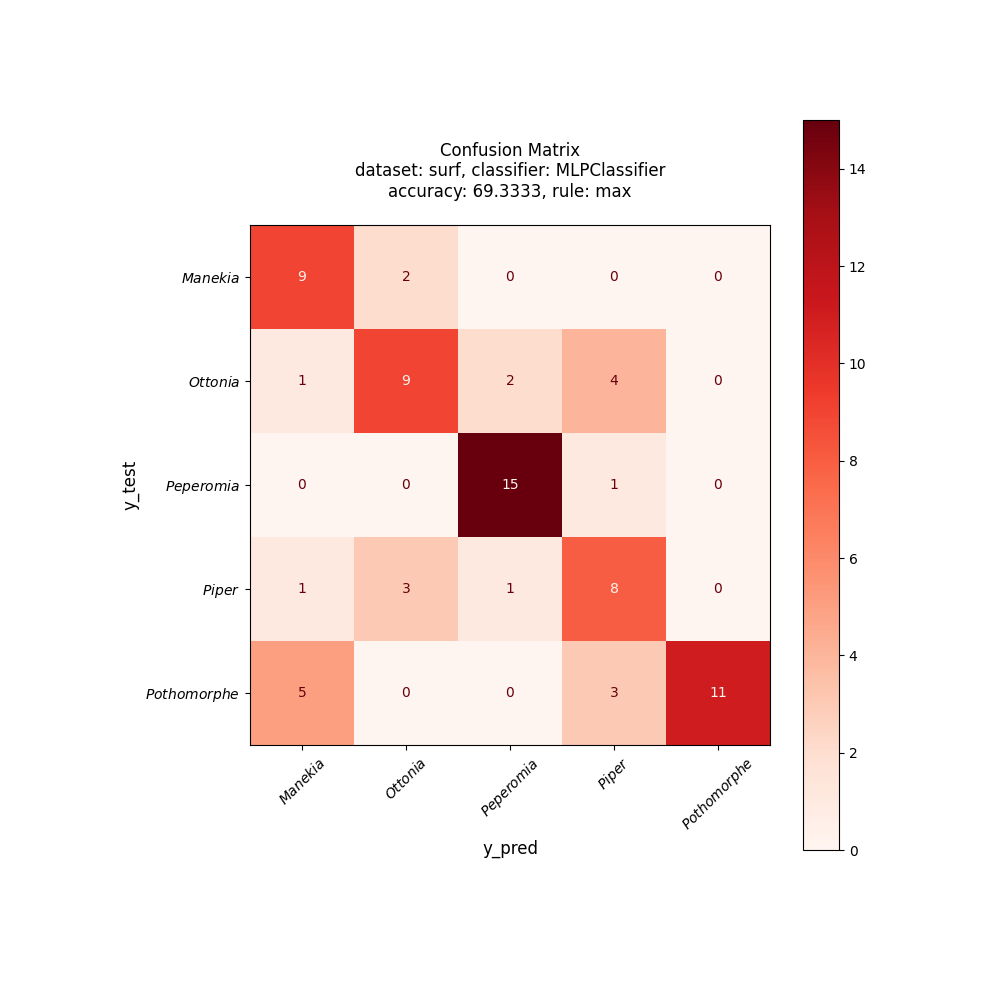 Confusion Matrix
dataset: surf, classifier: MLPClassifier
accuracy: 69.3333, rule: max
y_test
Manekia 9 2 0 0 0
Ottonia 1 9 2 4 0
Peperomia 0 0 15 1 0
Piper 1 3 1 8 0
Pothomorphe 5 0 0 3 11
Manekia Ottonia Peperomia Piper Pothomorphe
y_pred
14
12
10
8
6
4
2
0